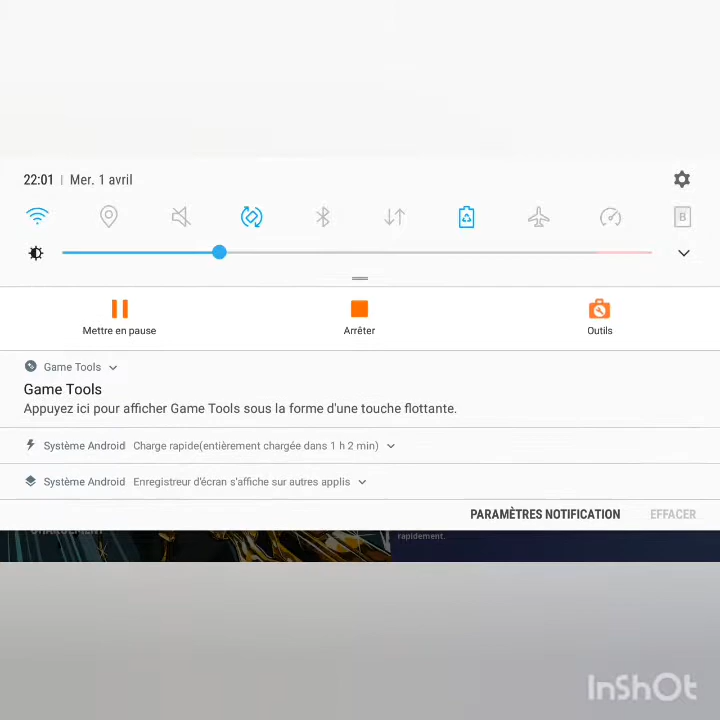 22:01 | Mer. 1 avril
B
Mettre en pause
Arrêter
Outils
Game Tools
Game Tools
Appuyez ici pour afficher Game Tools sous la forme d'une touche flottante.
Système Android Charge rapide(entièrement chargée dans 1 h 2 min)
Système Android Enregistreur d'écran s'affiche sur autres applis
PARAMÈTRES NOTIFICATION EFFACER
CHARGEMENT
rapidement.
InShOt